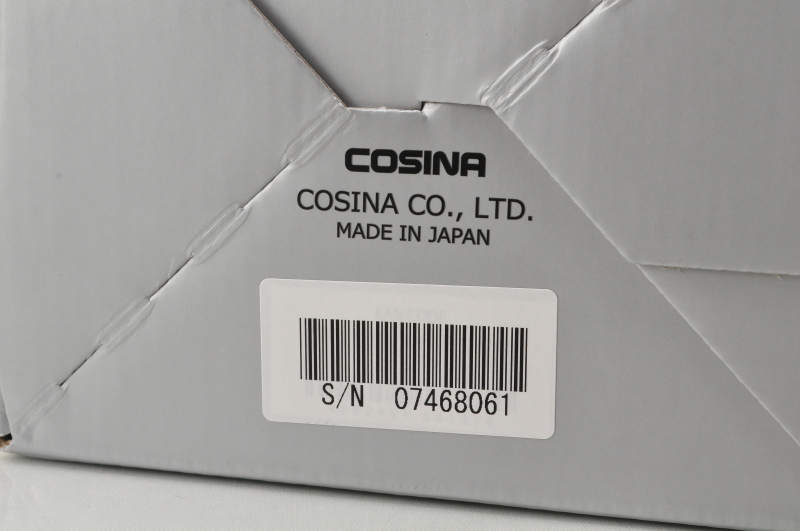 COSINA
COSINA CO., LTD.
MADE IN JAPAN
S/N 07468061